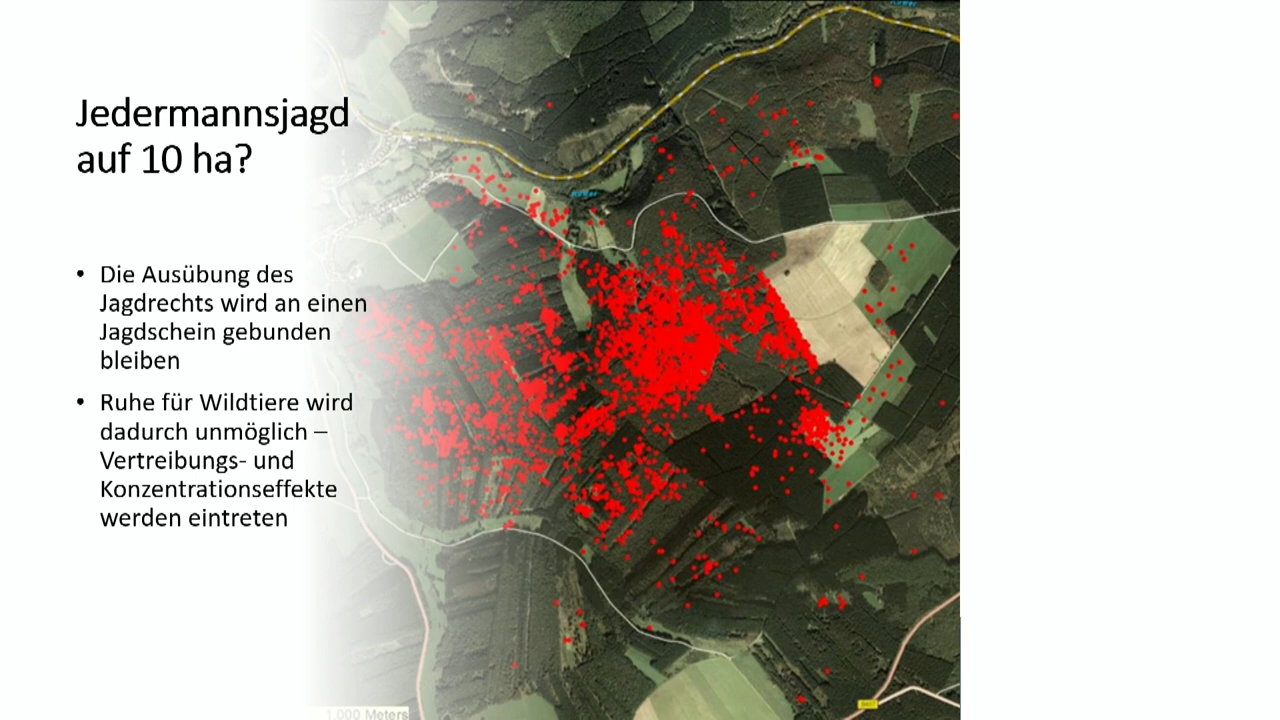 Jedermannsjagd
auf 10 ha?
• Die Ausübung des
Jagdrechts wird an einen
Jagdschein gebunden
bleiben
• Ruhe für Wildtiere wird
dadurch unmöglich –
Vertreibungs- und
Konzentrationseffekte
werden eintreten
1.000 Meters